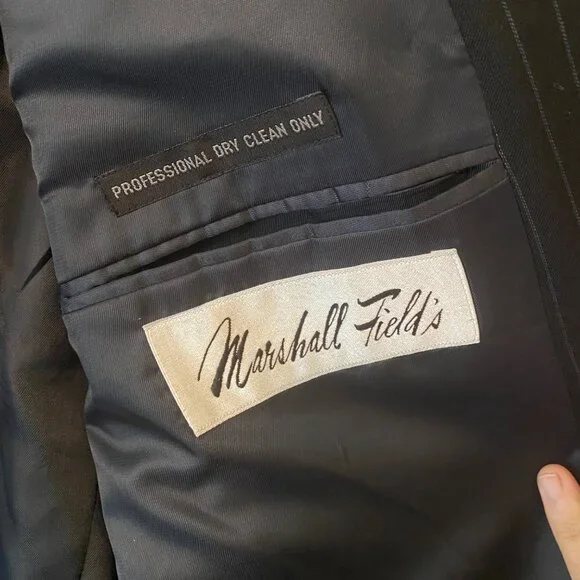 PROFESSIONAL DRY CLEAN ONLY
Marshall Field's